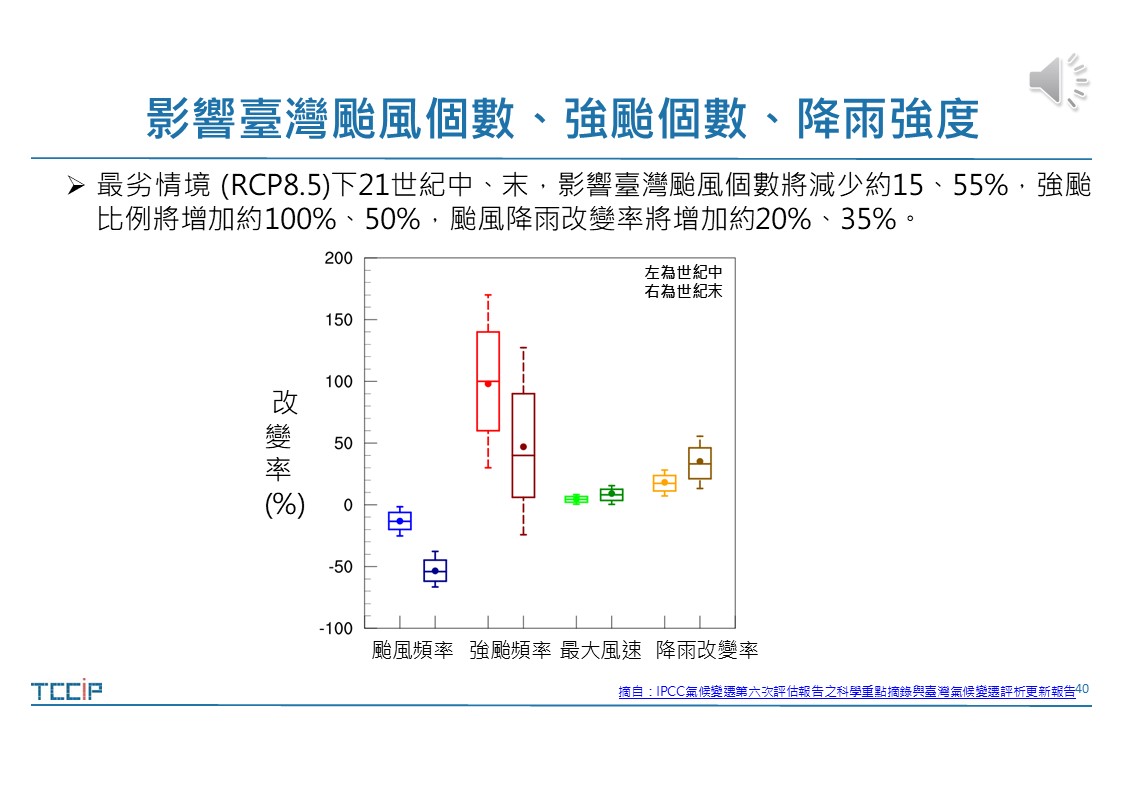 影響臺灣颱風個數、強颱個數、降雨強度
➢ 最劣情境 (RCP8.5)下21世紀中、末，影響臺灣颱風個數將減少約15、55%，強颱
比例將增加約100%、50%，颱風降雨改變率將增加約20%、35%。
左為世紀中
右為世紀末
200
150
100
50
0
-50
-100
改
變
率
(%)
颱風頻率 強颱頻率 最大風速 降雨改變率
TCCiP
摘自：IPCC氣候變遷第六次評估報告之科學重點摘錄與臺灣氣候變遷評析更新報告
40